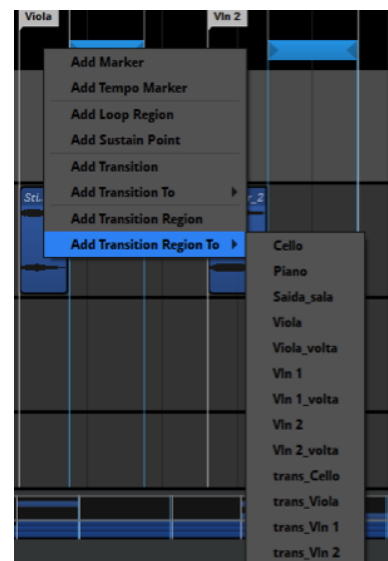 Viola
Vln 2
Add Marker
Add Tempo Marker
Add Loop Region
Add Sustain Point
Add Transition
Add Transition To
Sti...
r_2
Add Transition Region
Add Transition Region To
Cello
Piano
Saida_sala
Viola
Viola_volta
Vln 1
Vln 1_volta
Vln 2
Vln 2_volta
trans_Cello
trans_Viola
trans_Vln 1
trans_Vln 2